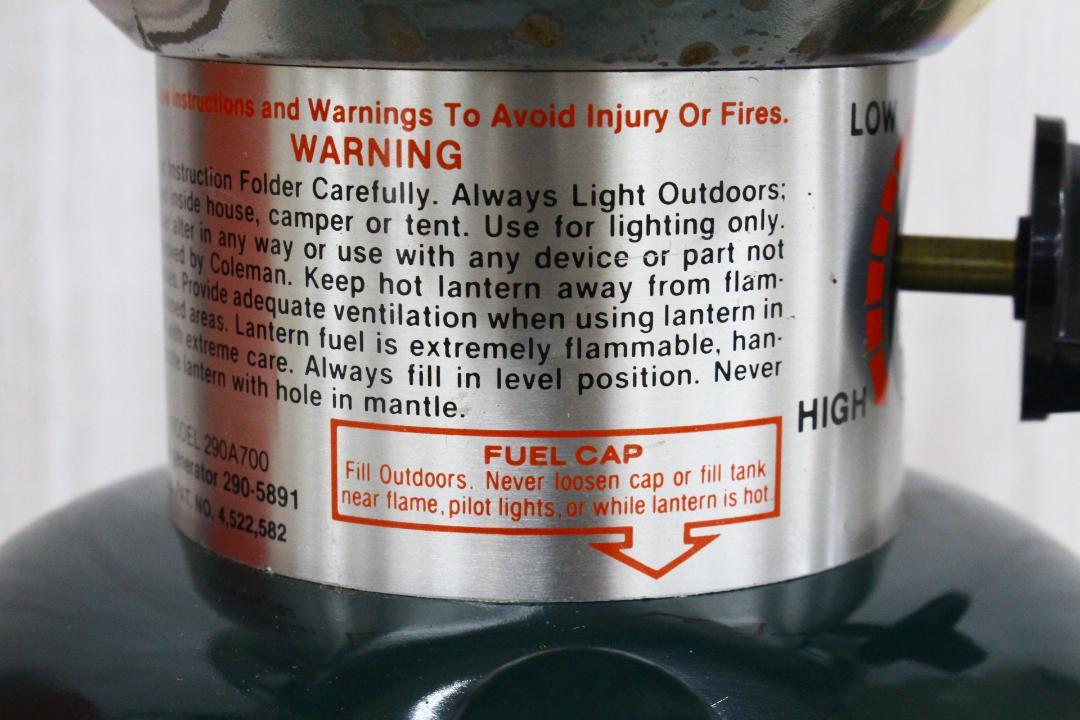 Instructions and Warnings To Avoid Injury Or Fires.
WARNING
Instruction Folder Carefully. Always Light Outdoors;
inside house, camper or tent. Use for lighting only.
alter in any way or use with any device or part not
by Coleman. Keep hot lantern away from flam-
Provide adequate ventilation when using lantern in
areas. Lantern fuel is extremely flammable, han-
with extreme care. Always fill in level position. Never
lantern with hole in mantle.
MODEL 290A700
Generator 290-5891
PAT. NO. 4,522,582
FUEL CAP
Fill Outdoors. Never loosen cap or fill tank
near flame, pilot lights, or while lantern is hot.
LOW
HIGH